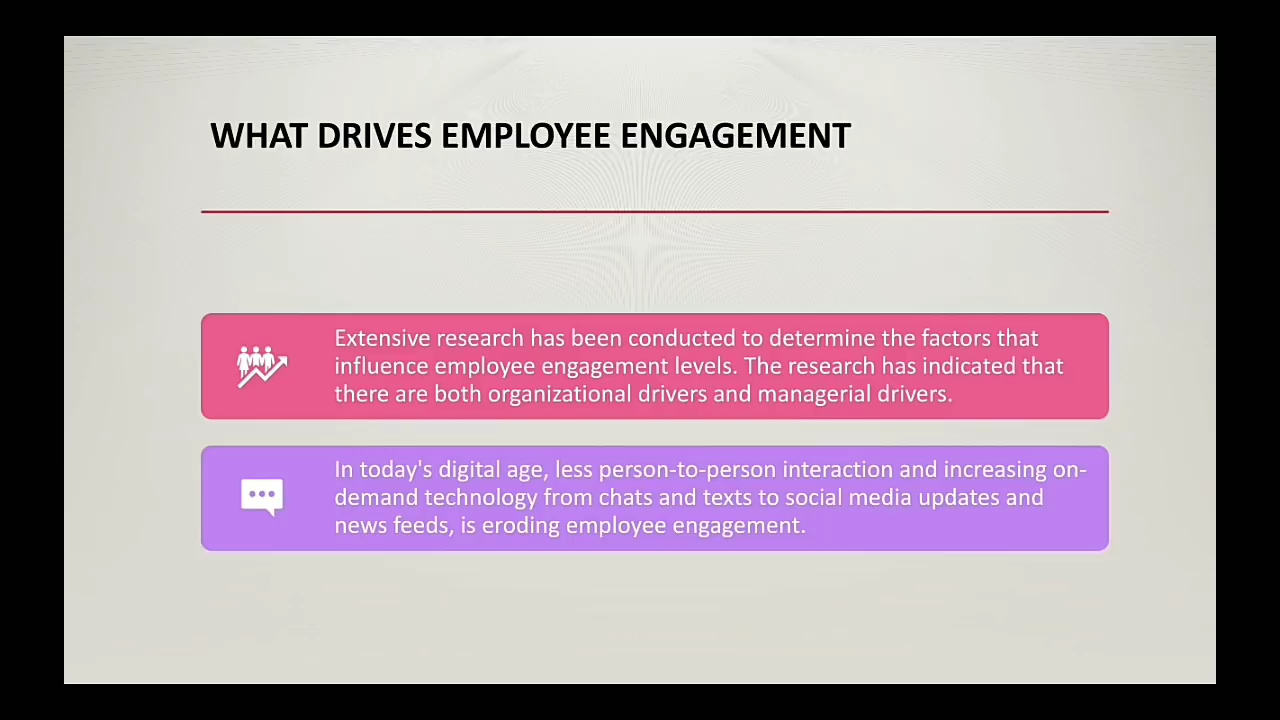 WHAT DRIVES EMPLOYEE ENGAGEMENT
Extensive research has been conducted to determine the factors that
influence employee engagement levels. The research has indicated that
there are both organizational drivers and managerial drivers.
In today's digital age, less person-to-person interaction and increasing on-
demand technology from chats and texts to social media updates and
news feeds, is eroding employee engagement.